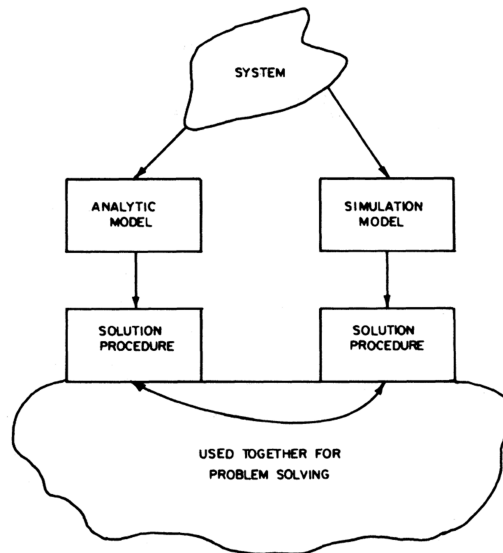 SYSTEM
ANALYTIC
MODEL
SIMULATION
MODEL
SOLUTION
PROCEDURE
SOLUTION
PROCEDURE
USED TOGETHER FOR
PROBLEM SOLVING